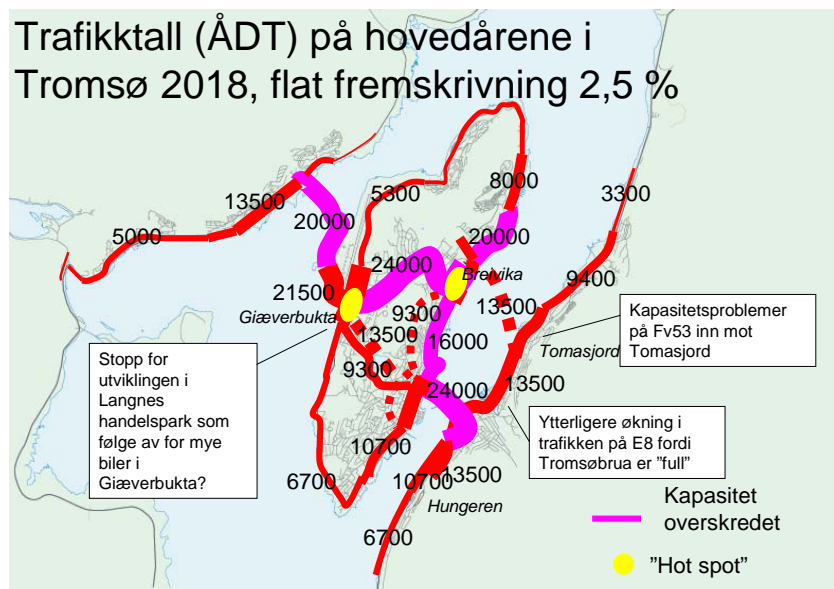 Trafikktall (ÅDT) på hovedårene i
Tromsø 2018, flat fremskrivning 2,5 %
5300
8000
3300
13500
20000
5000
20000
24000
Breivika
9400
21500
13500
9300
Giæverbukta
13500
16000
Kapasitetsproblemer
på Fv53 inn mot
Tomasjord
Tomasjord
Stopp for
utviklingen i
Langnes
handelspark som
følge av for mye
biler i
Giæverbukta?
9300
24000
13500
Ytterligere økning i
trafikken på E8 fordi
Tromsøbrua er ”full”
10700
6700
10700
13500
Hungeren
6700
Kapasitet
overskredet
”Hot spot”